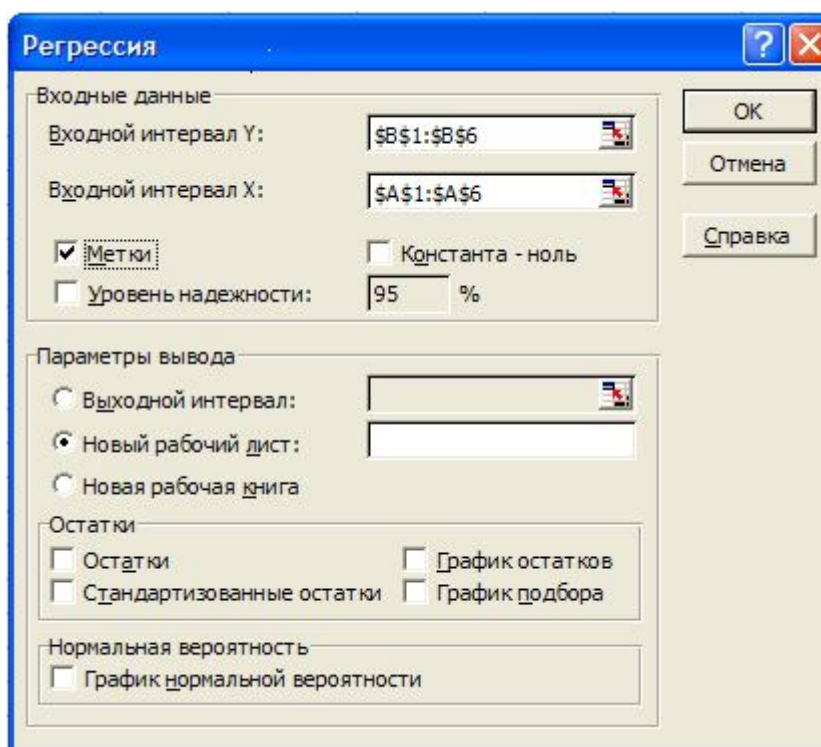 Регрессия
Входные данные
Входной интервал Y: $B$1:$B$6
Входной интервал X: $A$1:$A$6
Метки Константа - ноль
Уровень надежности: 95 %
OK
Отмена
Справка
Параметры вывода
Выходной интервал:
Новый рабочий лист:
Новая рабочая книга
Остатки
Остатки График остатков
Стандартизованные остатки График подбора
Нормальная вероятность
График нормальной вероятности